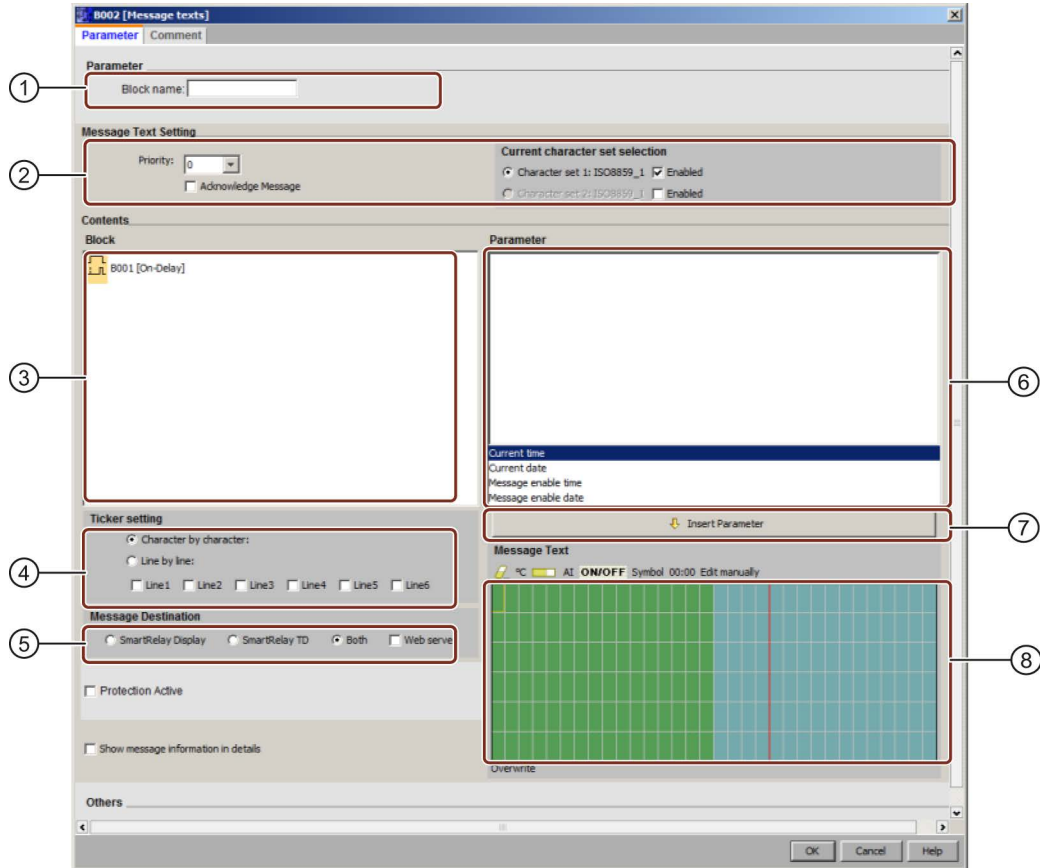 B002 [Message texts]
Parameter Comment
Parameter
1
Block name:
Message Text Setting
2
Priority: 0
Acknowledge Message
Current character set selection
Character set 1: ISO8859_1 Enabled
Character set 2: ISO8859_1 Enabled
Contents
Block
Parameter
B001 [On-Delay]
3
6
Current time
Current date
Message enable time
Message enable date
Ticker setting
Insert Parameter
7
Character by character:
Line by line:
4
Line1 Line2 Line3 Line4 Line5 Line6
Message Text
°C AI ON/OFF Symbol 00:00 Edit manually
Message Destination
5
SmartRelay Display SmartRelay TD Both Web serve
8
Protection Active
Show message information in details
Overwrite
Others
OK Cancel Help